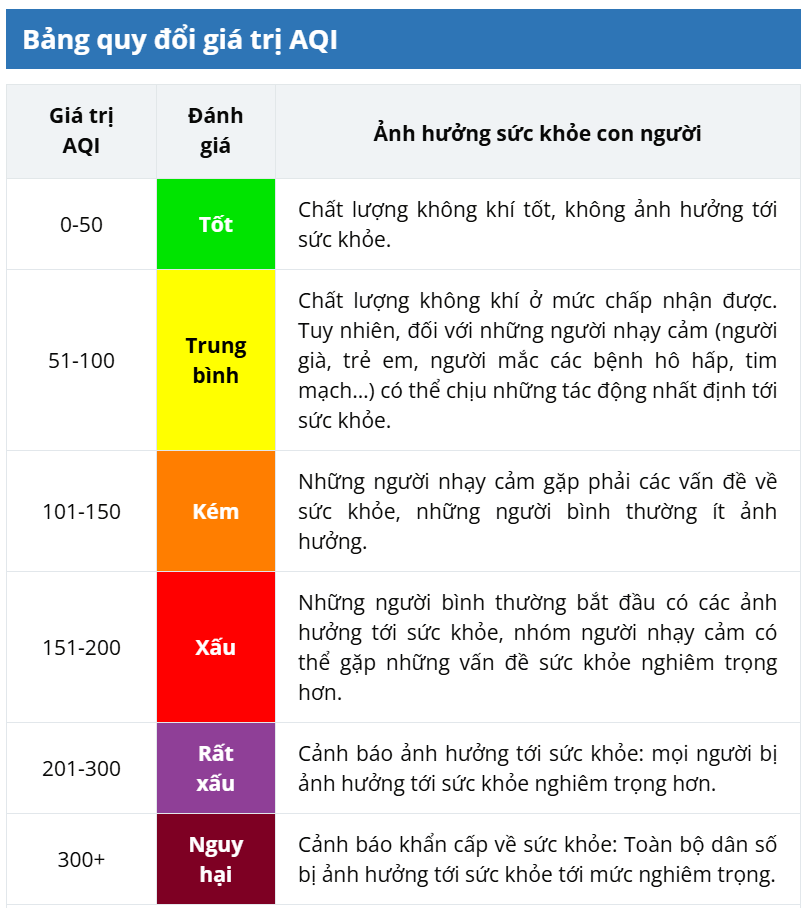 Bảng quy đổi giá trị AQI
Giá trị
AQI
Đánh
giá
Ảnh hưởng sức khỏe con người
0-50
Tốt
Chất lượng không khí tốt, không ảnh hưởng tới
sức khỏe.
51-100
Trung
bình
Chất lượng không khí ở mức chấp nhận được.
Tuy nhiên, đối với những người nhạy cảm (người
già, trẻ em, người mắc các bệnh hô hấp, tim
mạch...) có thể chịu những tác động nhất định tới
sức khỏe.
101-150
Kém
Những người nhạy cảm gặp phải các vấn đề về
sức khỏe, những người bình thường ít ảnh
hưởng.
151-200
Xấu
Những người bình thường bắt đầu có các ảnh
hưởng tới sức khỏe, nhóm người nhạy cảm có
thể gặp những vấn đề sức khỏe nghiêm trọng
hơn.
201-300
Rất
xấu
Cảnh báo ảnh hưởng tới sức khỏe: mọi người bị
ảnh hưởng tới sức khỏe nghiêm trọng hơn.
300+
Nguy
hại
Cảnh báo khẩn cấp về sức khỏe: Toàn bộ dân số
bị ảnh hưởng tới sức khỏe tới mức nghiêm trọng.